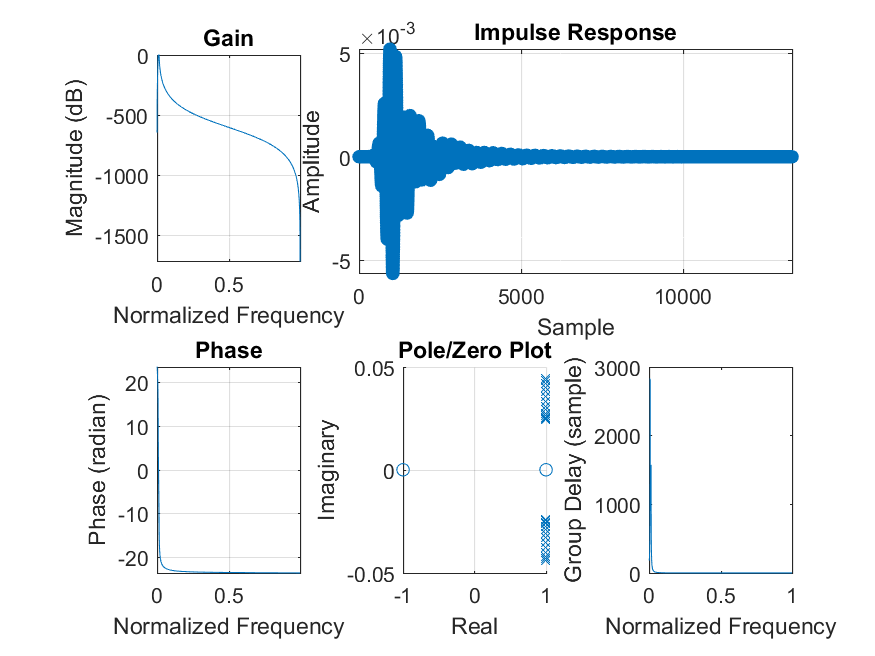 Gain
0
-500
-1000
-1500
Magnitude (dB)
0 0.5
Normalized Frequency
Impulse Response
×10⁻³
5
0
-5
Amplitude
0 5000 10000
Sample
Phase
20
10
0
-10
-20
Phase (radian)
0 0.5
Normalized Frequency
Pole/Zero Plot
0.05
0
-0.05
Imaginary
-1 0 1
Real
3000
2000
1000
0
Group Delay (sample)
0 0.5 1
Normalized Frequency